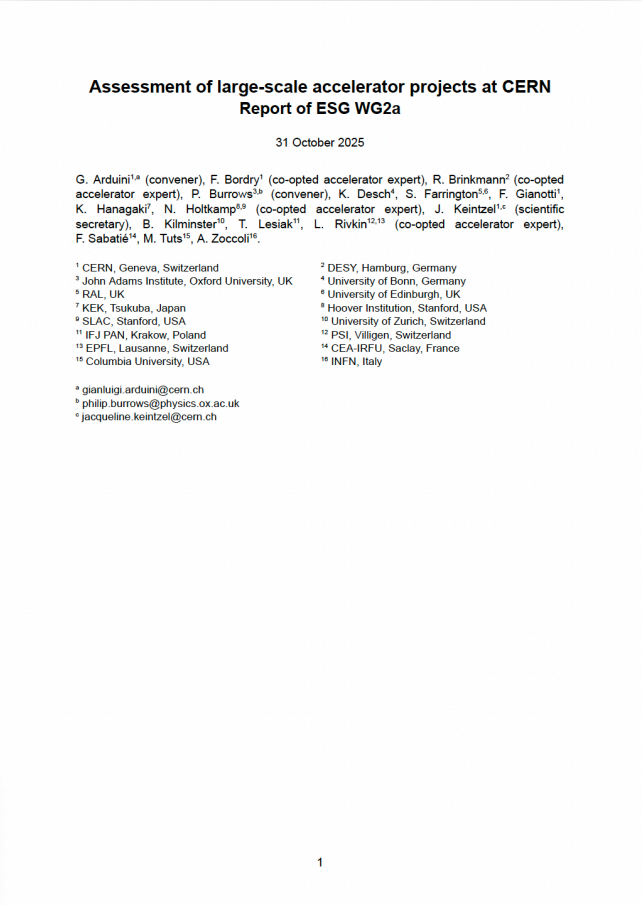 Assessment of large-scale accelerator projects at CERN
Report of ESG WG2a
31 October 2025
G. Arduini¹,ᵃ (convener), F. Bordry¹ (co-opted accelerator expert), R. Brinkmann² (co-opted
accelerator expert), P. Burrows³,ᵇ (convener), K. Desch⁴, S. Farrington⁵,⁶, F. Gianotti¹,
K. Hanagaki⁷, N. Holtkamp⁸,⁹ (co-opted accelerator expert), J. Keintzel¹,ᶜ (scientific
secretary), B. Kilminster¹⁰, T. Lesiak¹¹, L. Rivkin¹²,¹³ (co-opted accelerator expert),
F. Sabatié¹⁴, M. Tuts¹⁵, A. Zoccoli¹⁶.
¹ CERN, Geneva, Switzerland
² DESY, Hamburg, Germany
³ John Adams Institute, Oxford University, UK
⁴ University of Bonn, Germany
⁵ RAL, UK
⁶ University of Edinburgh, UK
⁷ KEK, Tsukuba, Japan
⁸ Hoover Institution, Stanford, USA
⁹ SLAC, Stanford, USA
¹⁰ University of Zurich, Switzerland
¹¹ IFJ PAN, Krakow, Poland
¹² PSI, Villigen, Switzerland
¹³ EPFL, Lausanne, Switzerland
¹⁴ CEA-IRFU, Saclay, France
¹⁵ Columbia University, USA
¹⁶ INFN, Italy
ᵃ gianluigi.arduini@cern.ch
ᵇ philip.burrows@physics.ox.ac.uk
ᶜ jacqueline.keintzel@cern.ch
1